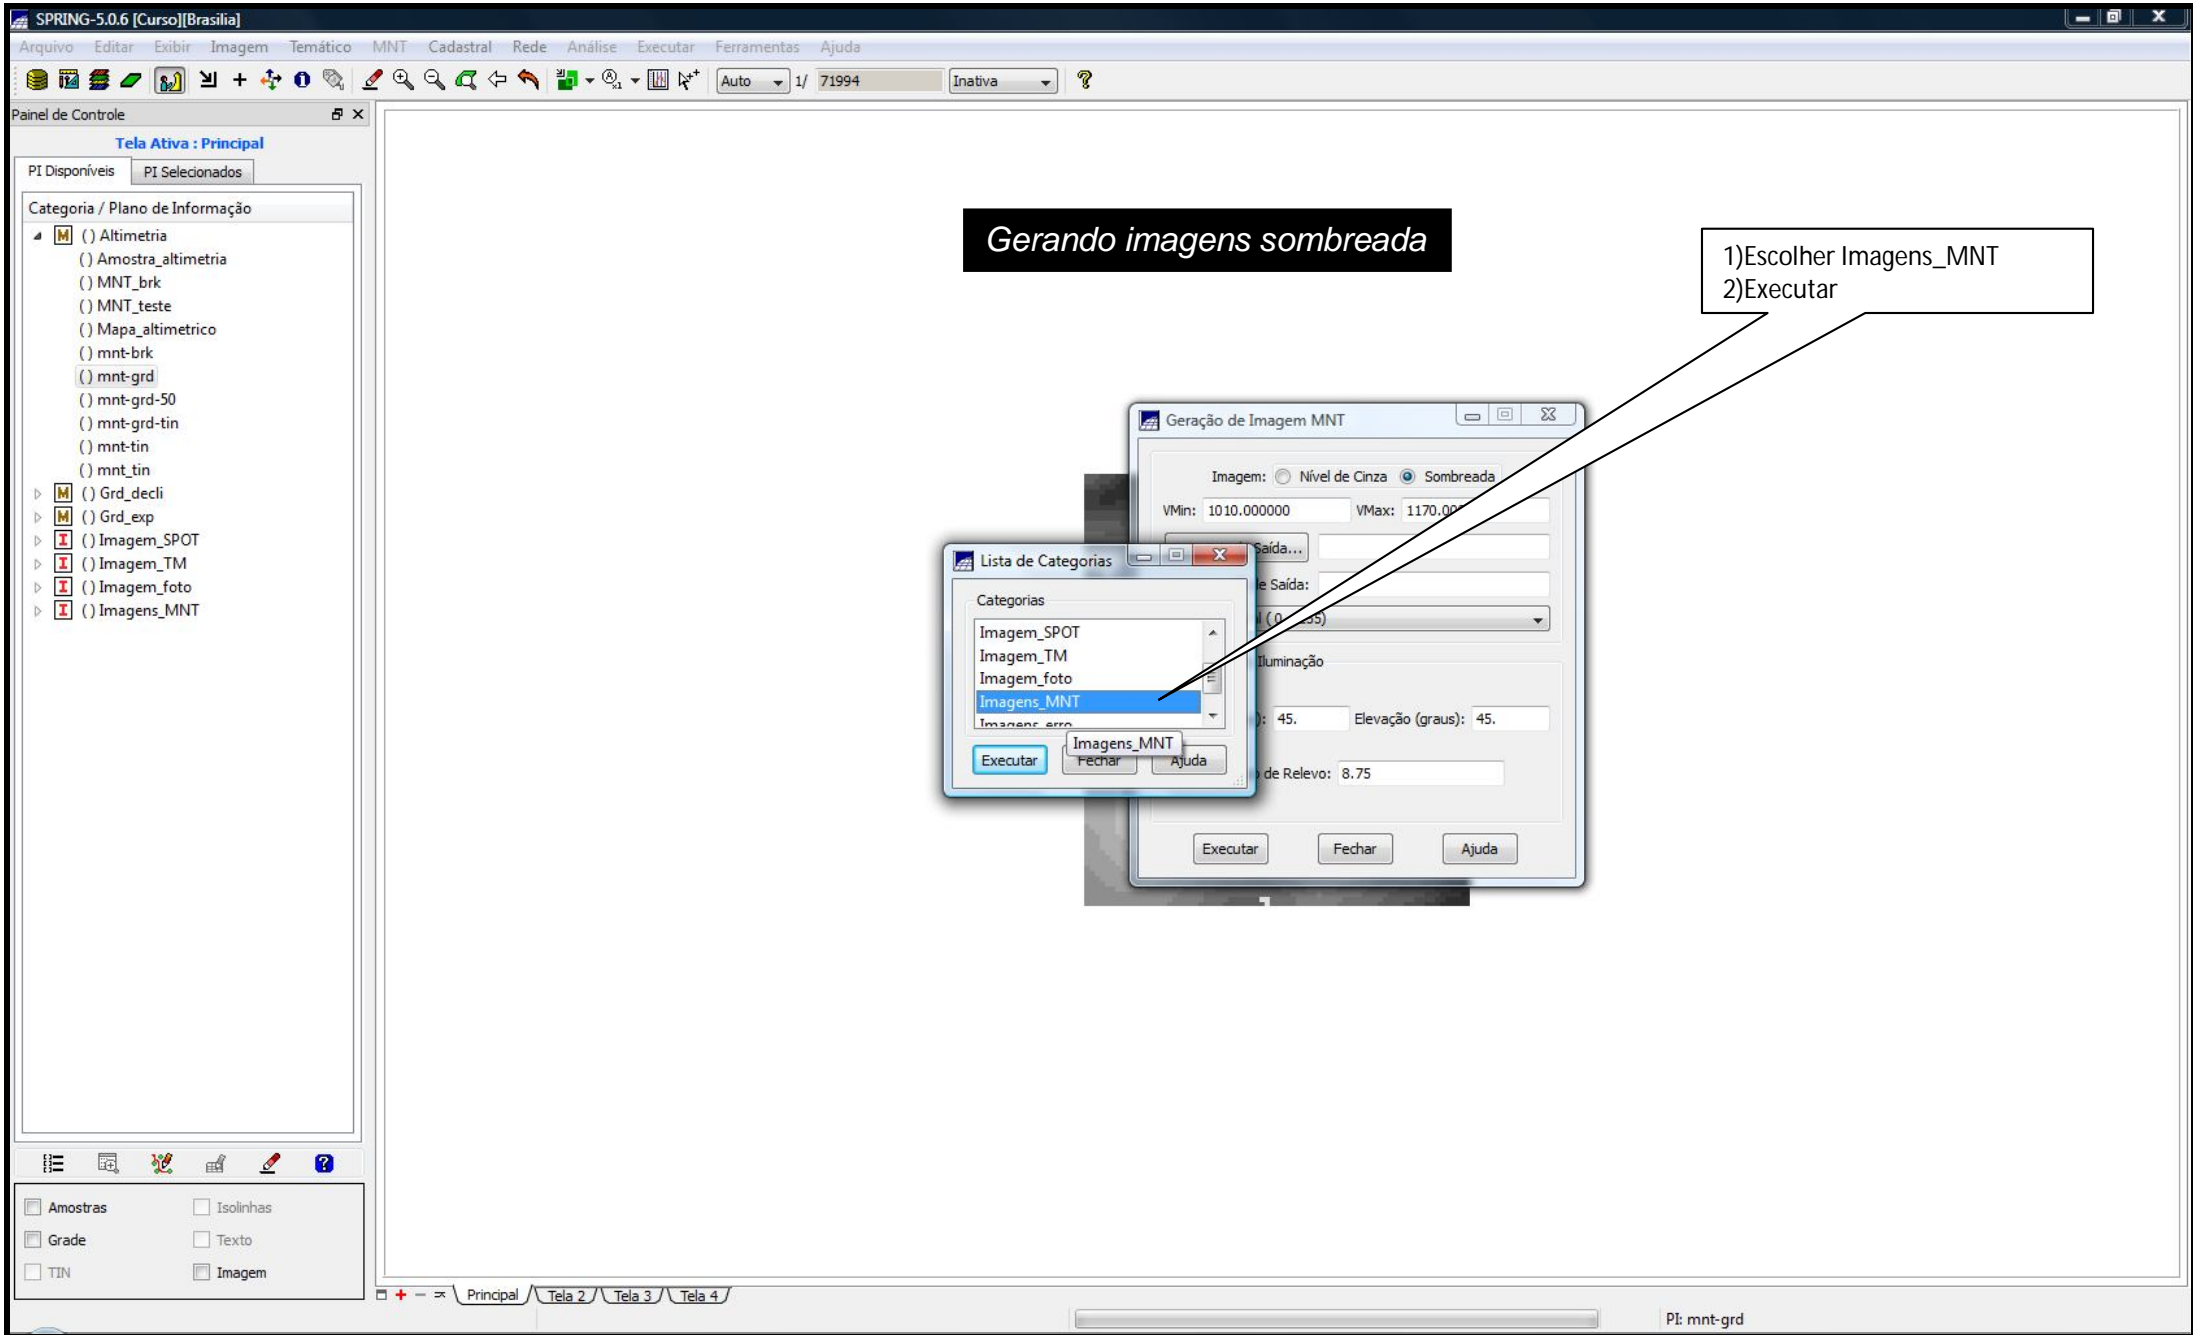 SPRING-5.0.6 [Curso][Brasilia]
Arquivo Editar Exibir Imagem Temático MNT Cadastral Rede Análise Executar Ferramentas Ajuda
Auto 1/ 71994 Inativa
Painel de Controle
Tela Ativa : Principal
PI Disponíveis PI Selecionados
Categoria / Plano de Informação
M () Altimetria
() Amostra_altimetria
() MNT_brk
() MNT_teste
() Mapa_altimetrico
() mnt-brk
() mnt-grd
() mnt-grd-50
() mnt-grd-tin
() mnt-tin
() mnt_tin
M () Grd_decli
M () Grd_exp
I () Imagem_SPOT
I () Imagem_TM
I () Imagem_foto
I () Imagens_MNT
Amostras Isolinhas
Grade Texto
TIN Imagem
Gerando imagens sombreada
1)Escolher Imagens_MNT
2)Executar
Geração de Imagem MNT
Imagem: Nível de Cinza Sombreada
VMin: 1010.000000 VMax: 1170.00
Saída...
Saída:
Iluminação
45. Elevação (graus): 45.
de Relevo: 8.75
Executar Fechar Ajuda
Lista de Categorias
Categorias
Imagem_SPOT
Imagem_TM
Imagem_foto
Imagens_MNT
Imagens_erro
Imagens_MNT
Executar Fechar Ajuda
Principal Tela 2 Tela 3 Tela 4
PI: mnt-grd